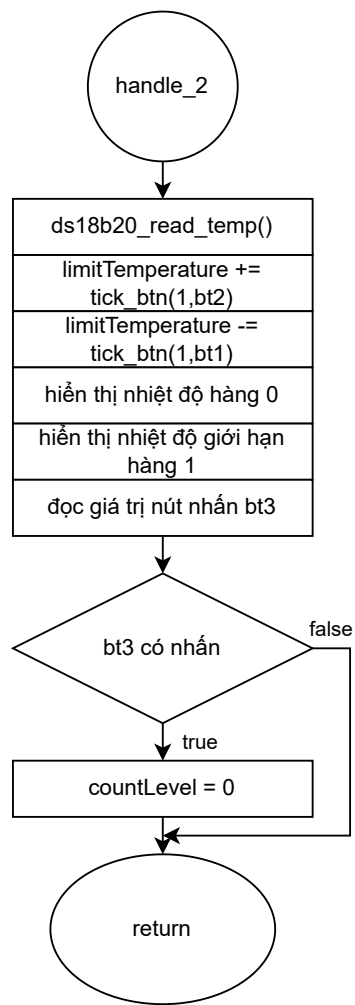 handle_2
ds18b20_read_temp()
limitTemperature +=
tick_btn(1,bt2)
limitTemperature -=
tick_btn(1,bt1)
hiển thị nhiệt độ hàng 0
hiển thị nhiệt độ giới hạn
hàng 1
đọc giá trị nút nhấn bt3
bt3 có nhấn
false
true
countLevel = 0
return